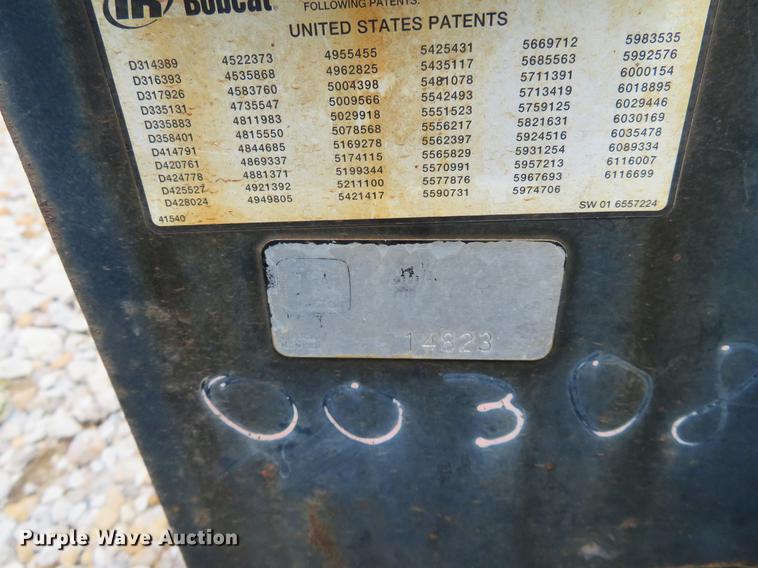 IR Bobcat®
FOLLOWING PATENTS:
UNITED STATES PATENTS
D314389 4522373 4955455 5425431 5669712 5983535
D316393 4535868 4962825 5435117 5685563 5992576
D317926 4583760 5004398 5481078 5711391 6000154
D335131 4735547 5009566 5542493 5713419 6018895
D335883 4811983 5029918 5551523 5759125 6029446
D358401 4815550 5078568 5556217 5821631 6030169
D414791 4844685 5169278 5562397 5924516 6035478
D420761 4869337 5174115 5565829 5931254 6089334
D424778 4881371 5199344 5570991 5957213 6116007
D425527 4921392 5211100 5577876 5967693 6116699
D428024 4949805 5421417 5590731 5974706
41540 SW 01 6557224
14823
00308
Purple Wave Auction